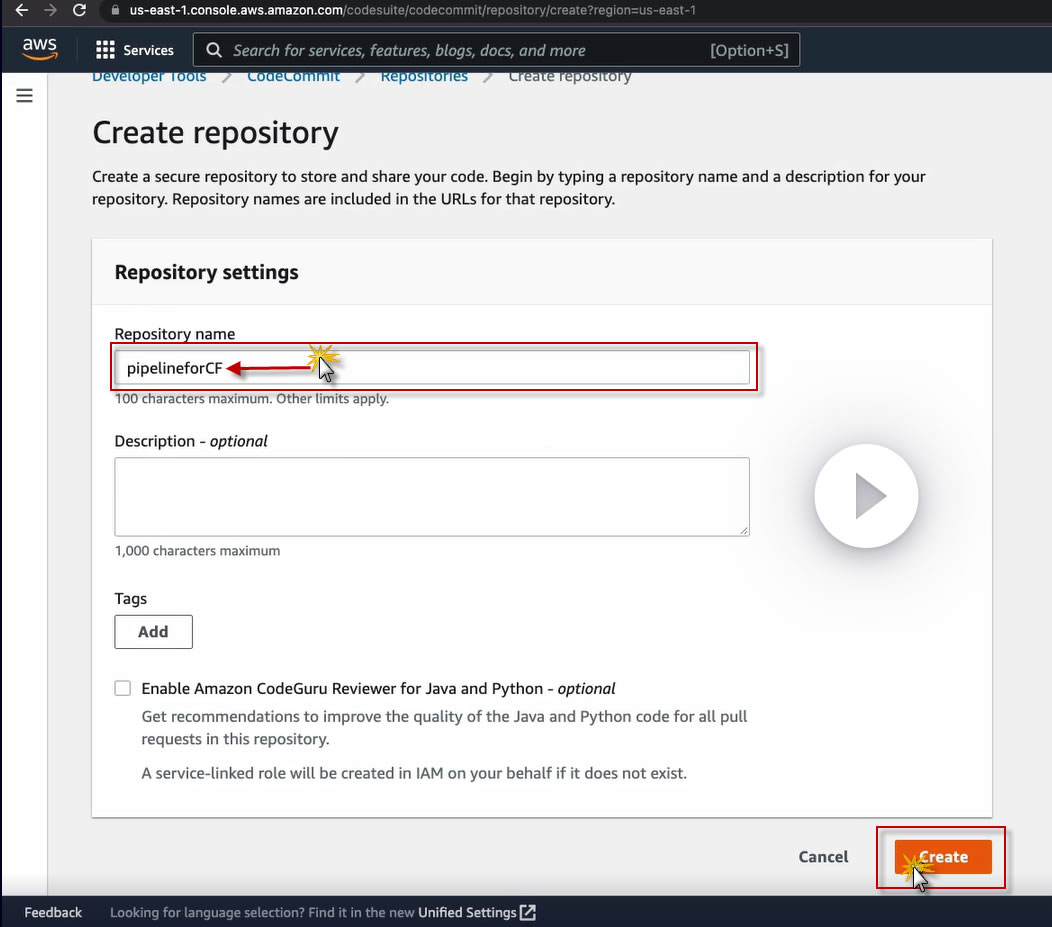 us-east-1.console.aws.amazon.com/codesuite/codecommit/repository/create?region=us-east-1
aws
Services
Search for services, features, blogs, docs, and more
[Option+S]
Developer Tools
CodeCommit
Repositories
Create repository
Create repository
Create a secure repository to store and share your code. Begin by typing a repository name and a description for your
repository. Repository names are included in the URLs for that repository.
Repository settings
Repository name
pipelineforCF
100 characters maximum. Other limits apply.
Description - optional
1,000 characters maximum
Tags
Add
Enable Amazon CodeGuru Reviewer for Java and Python - optional
Get recommendations to improve the quality of the Java and Python code for all pull
requests in this repository.
A service-linked role will be created in IAM on your behalf if it does not exist.
Cancel
Create
Feedback
Looking for language selection? Find it in the new Unified Settings